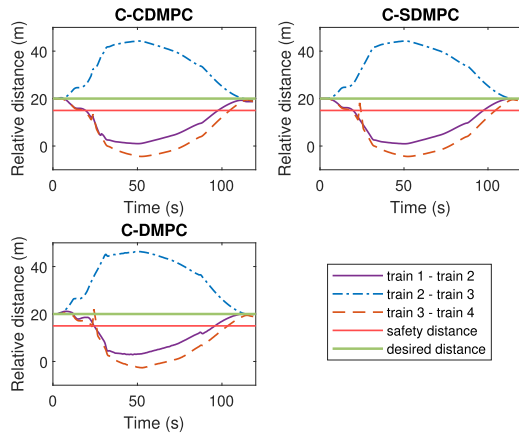 C-CDMPC
Relative distance (m)
40
20
0
0 50 100
Time (s)
C-SDMPC
Relative distance (m)
40
20
0
0 50 100
Time (s)
C-DMPC
Relative distance (m)
40
20
0
0 50 100
Time (s)
train 1 - train 2
train 2 - train 3
train 3 - train 4
safety distance
desired distance